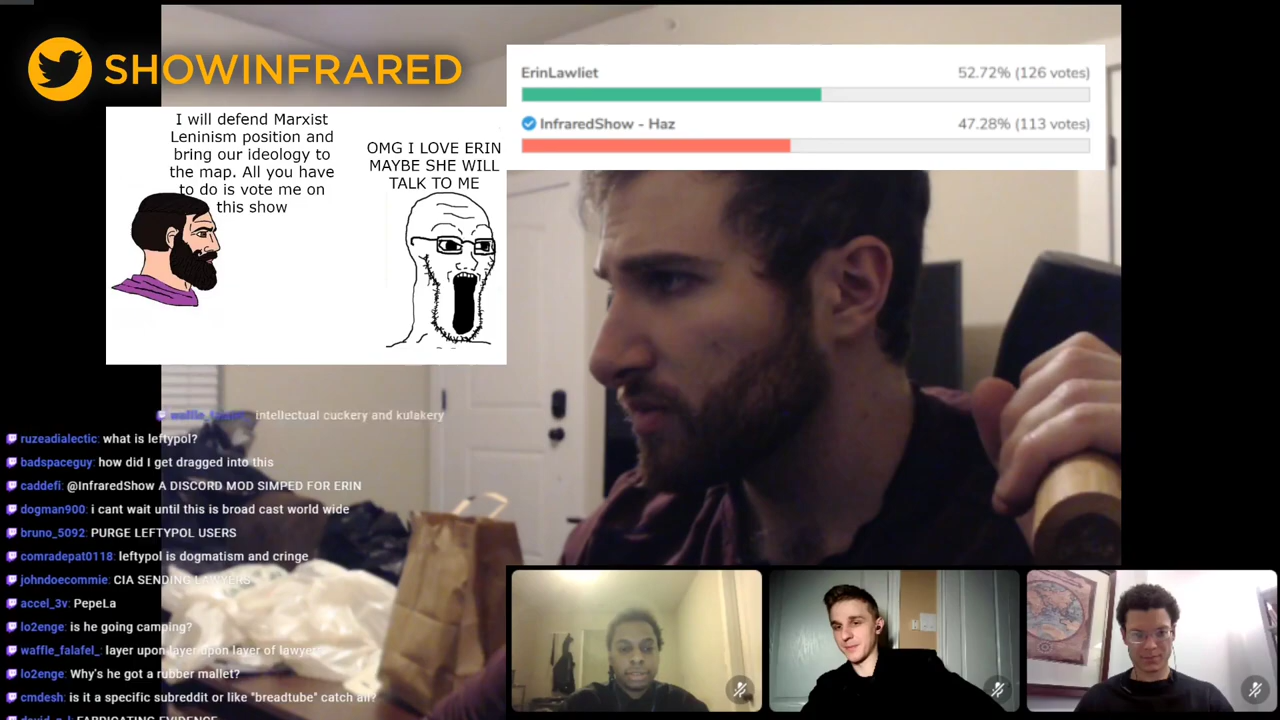 SHOWINFRARED
ErinLawliet 52.72% (126 votes)
InfraredShow - Haz 47.28% (113 votes)
I will defend Marxist
Leninism position and
bring our ideology to
the map. All you have
to do is vote me on
this show
OMG I LOVE ERIN
MAYBE SHE WILL
TALK TO ME
intellectual cuckery and kulakery
ruzeadialectic: what is leftypol?
badspaceguy: how did I get dragged into this
caddefi: @InfraredShow A DISCORD MOD SIMPED FOR ERIN
dogman900: i cant wait until this is broad cast world wide
bruno_5092: PURGE LEFTYPOL USERS
comradepat0118: leftypol is dogmatism and cringe
johndoecommie: CIA SENDING LAWYERS
accel_3v: PepeLa
lo2enge: is he going camping?
waffle_falafel_: layer upon layer upon layer of lawyer
lo2enge: Why's he got a rubber mallet?
cmdesh: is it a specific subreddit or like "breadtube" catch all?
FABRICATING EVIDENCE